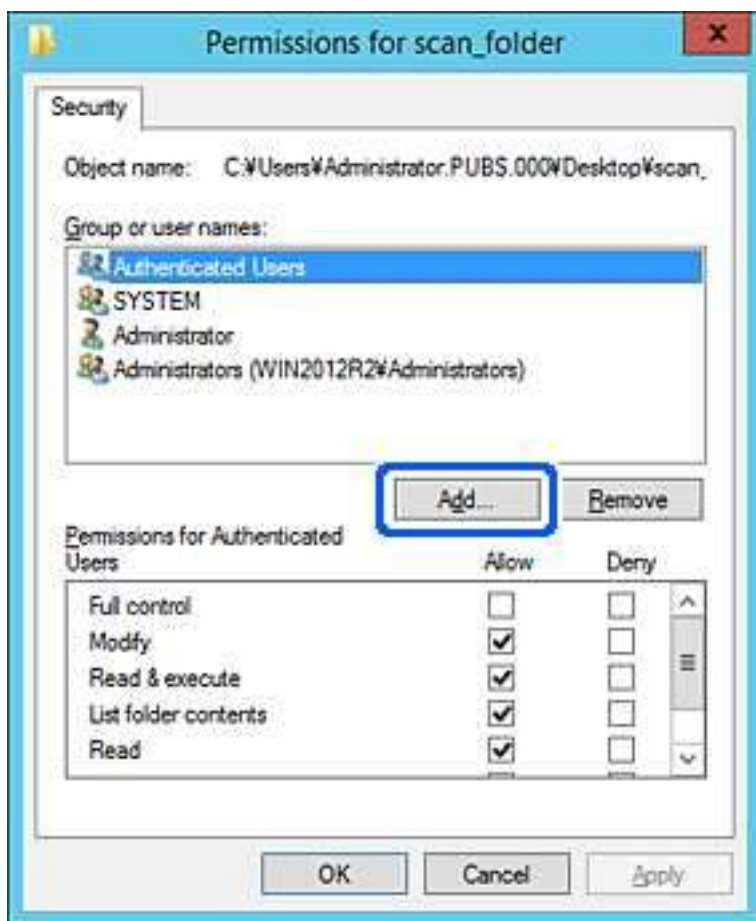 Permissions for scan_folder
x
Security
Object name: C:¥Users¥Administrator.PUBS.000¥Desktop¥scan_
Group or user names:
Authenticated Users
SYSTEM
Administrator
Administrators (WIN2012R2¥Administrators)
Add... Remove
Permissions for Authenticated
Users Allow Deny
Full control
Modify
Read & execute
List folder contents
Read
OK Cancel Apply